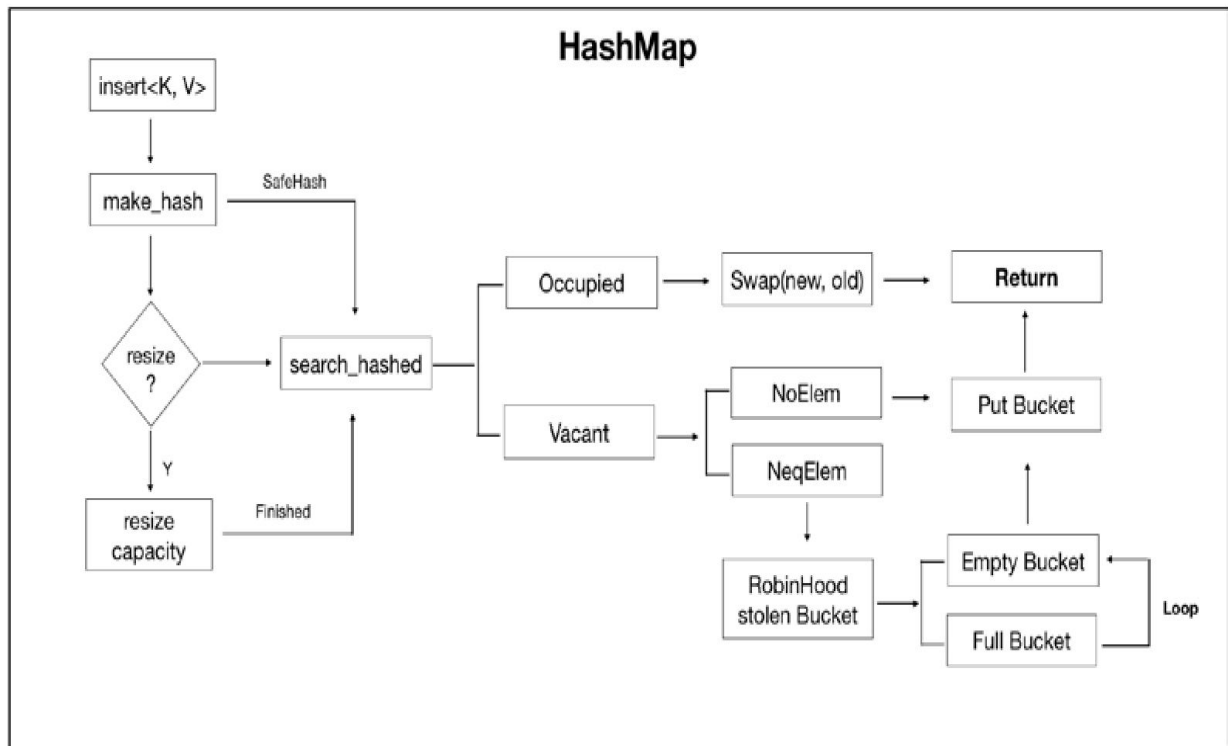 HashMap
insert<K, V>
make_hash
SafeHash
resize
?
Y
resize
capacity
Finished
search_hashed
Occupied
Swap(new, old)
Return
Vacant
NoElem
NeqElem
Put Bucket
RobinHood
stolen Bucket
Empty Bucket
Full Bucket
Loop